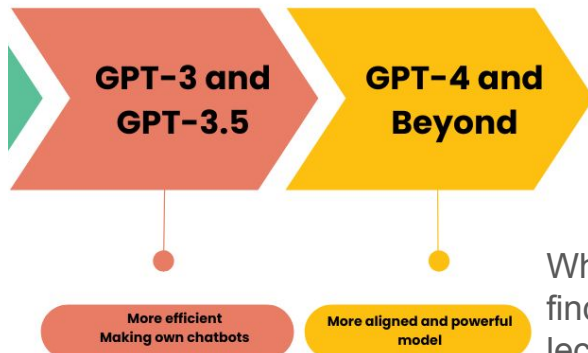 GPT-3 and
GPT-3.5
GPT-4 and
Beyond
More efficient
Making own chatbots
More aligned and powerful
model